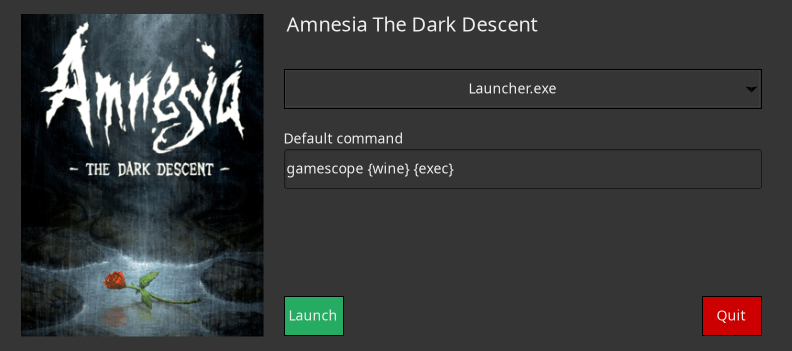 Amnesia
– THE DARK DESCENT –
Amnesia The Dark Descent
Launcher.exe
Default command
gamescope {wine} {exec}
Launch
Quit